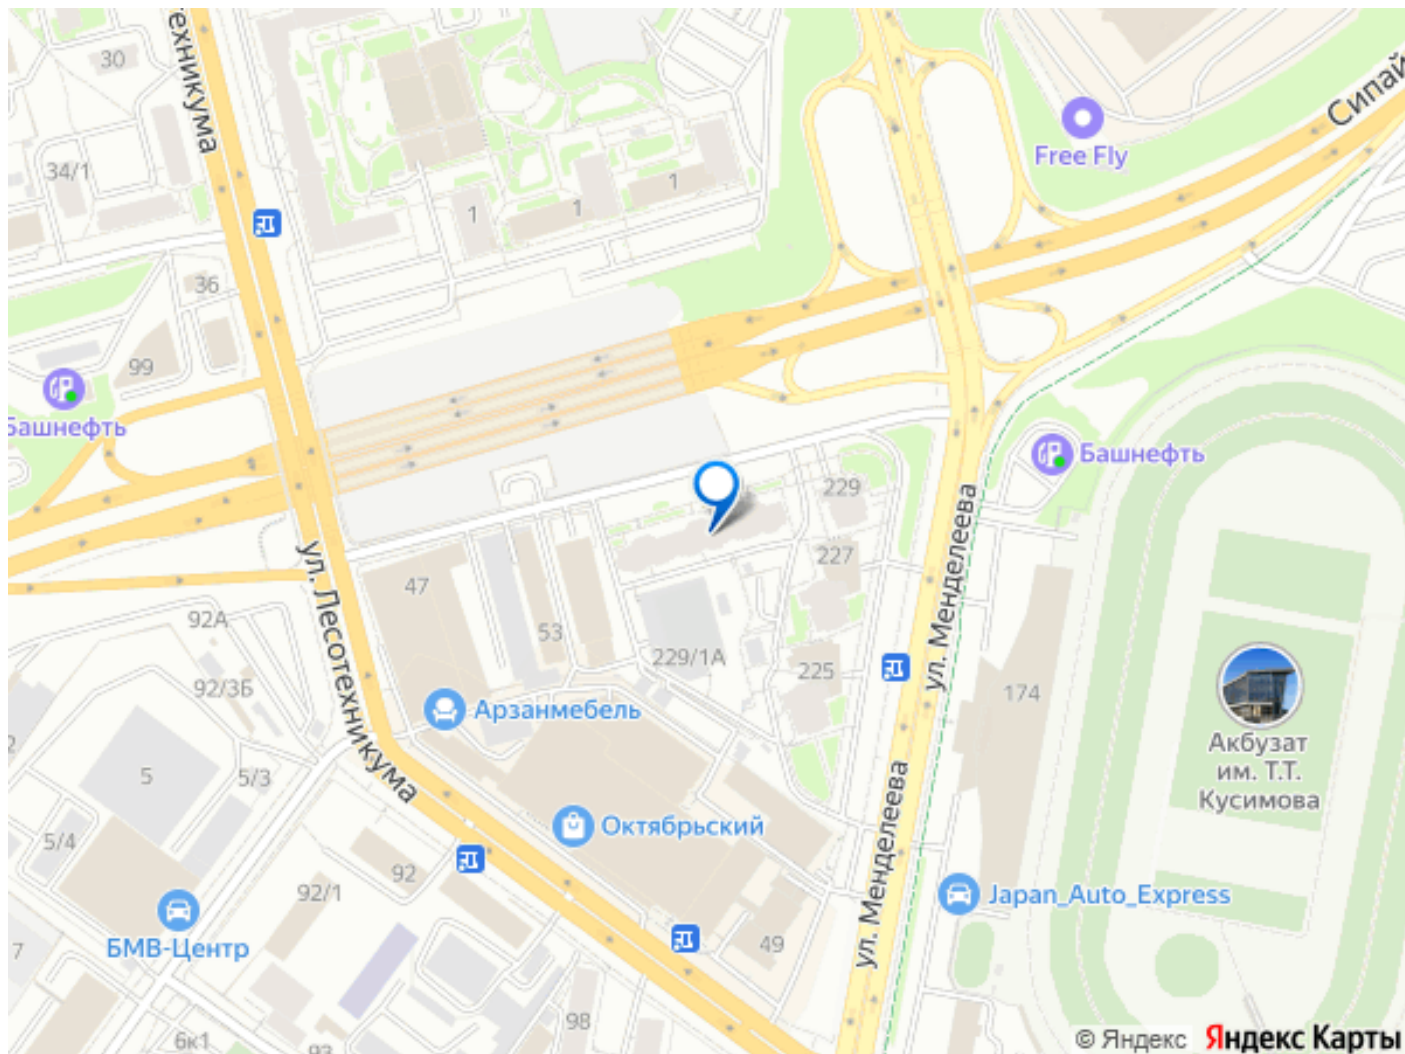 ехникума
30
34/1
1
1
1
Free Fly
Сипай
36
99
Башнефть
Башнефть
229
227
225
229/1А
47
53
ул. Лесотехникума
ул. Менделеева
92А
92/3Б
Арзанмебель
174
Акбузат
им. Т.Т.
Кусимова
5
5/3
5/4
2
Октябрьский
ул. Менделеева
92
92/1
Japan_Auto_Express
БМВ-Центр
7
49
98
6к1
93
© Яндекс
Яндекс Карты